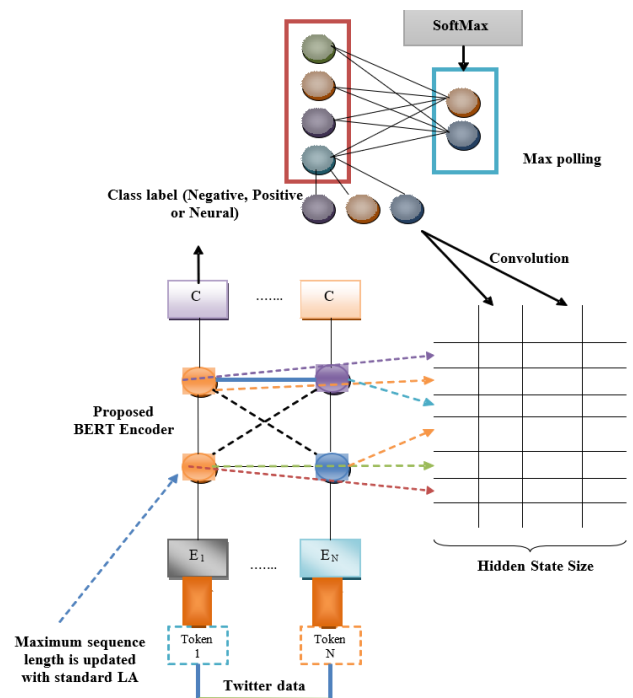 SoftMax
Max polling
Class label (Negative, Positive
or Neural)
Convolution
C
.......
C
Proposed
BERT Encoder
E1
.......
EN
Hidden State Size
Maximum sequence
length is updated
with standard LA
Token
1
Token
N
Twitter data